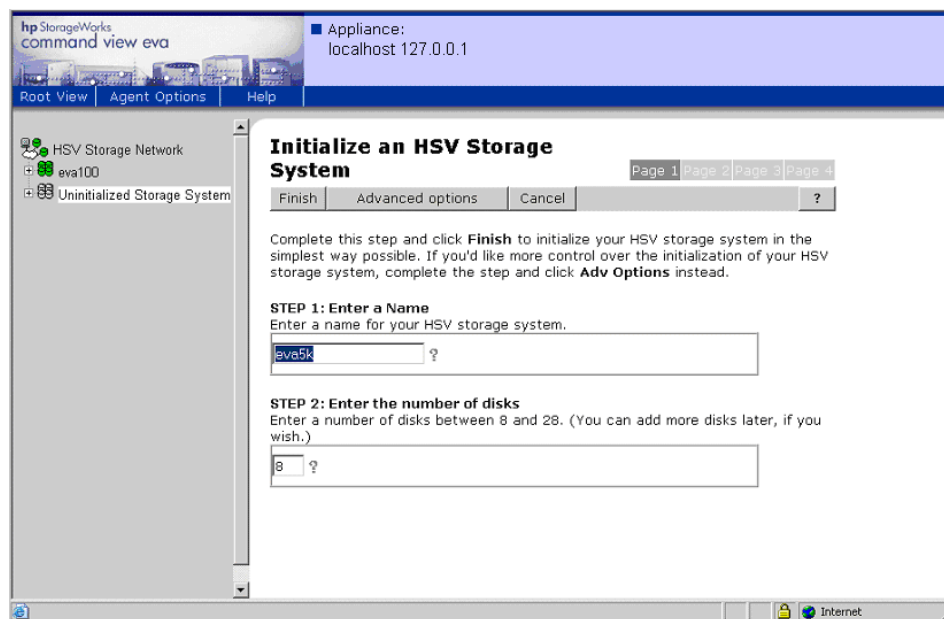 hp StorageWorks
command view eva
Appliance:
localhost 127.0.0.1
Root View Agent Options Help
HSV Storage Network
eva100
Uninitialized Storage System
Initialize an HSV Storage
System
Page 1 Page 2 Page 3 Page 4
Finish Advanced options Cancel ?
Complete this step and click Finish to initialize your HSV storage system in the
simplest way possible. If you'd like more control over the initialization of your HSV
storage system, complete the step and click Adv Options instead.
STEP 1: Enter a Name
Enter a name for your HSV storage system.
eva5k ?
STEP 2: Enter the number of disks
Enter a number of disks between 8 and 28. (You can add more disks later, if you
wish.)
8 ?
Internet